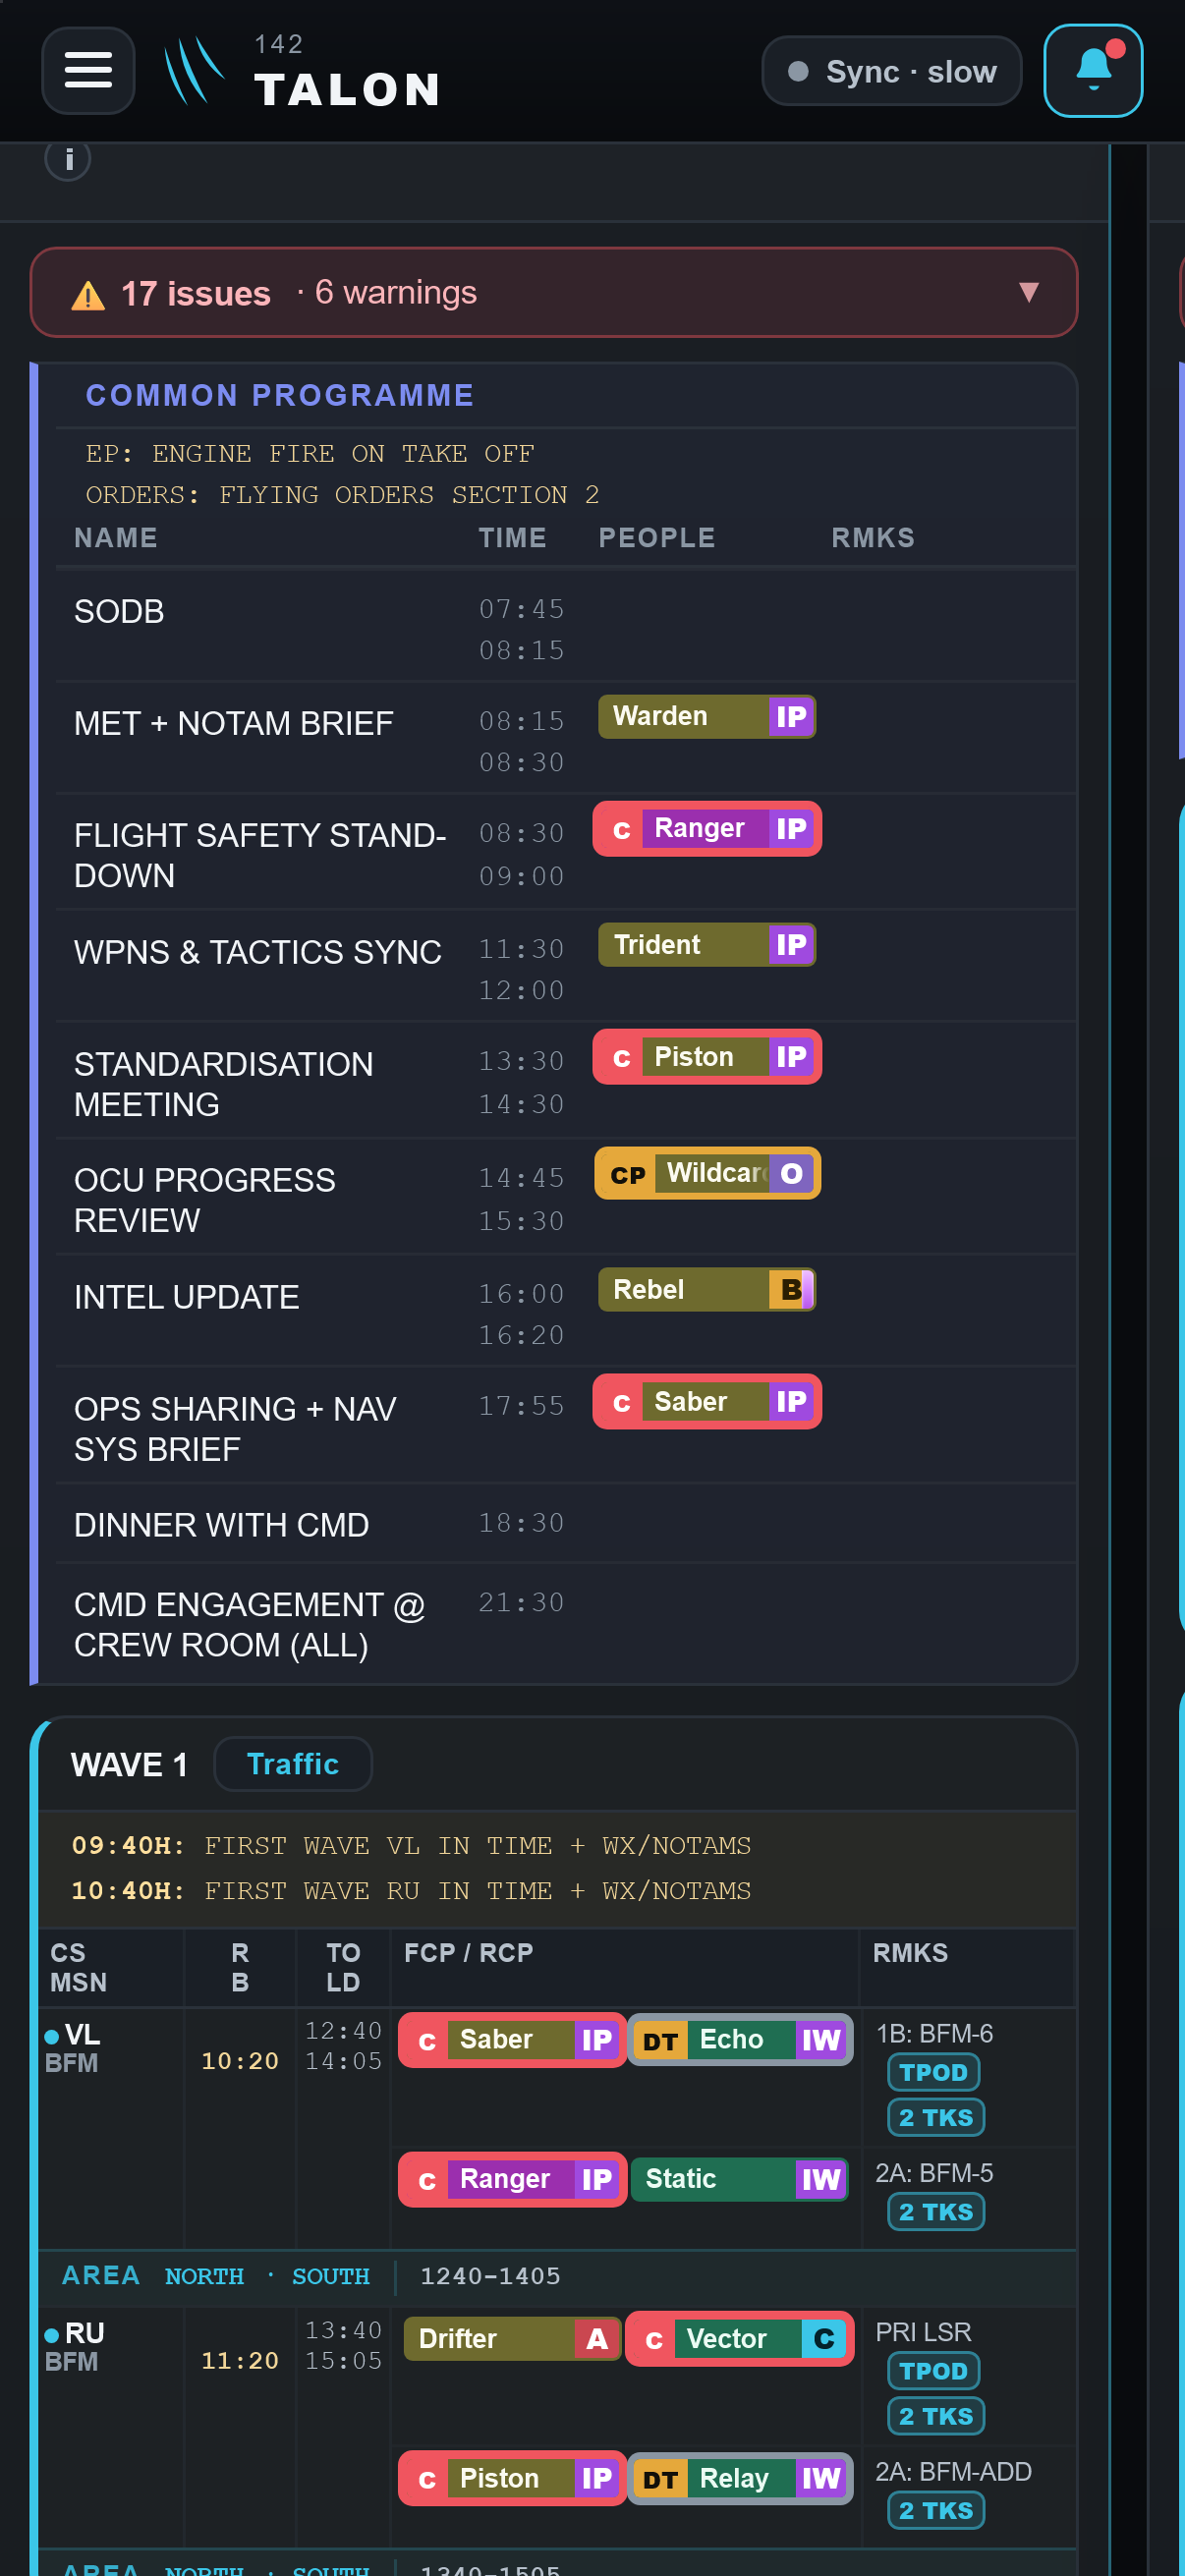 142
TALON
Sync · slow
i
17 issues · 6 warnings
COMMON PROGRAMME
EP: ENGINE FIRE ON TAKE OFF
ORDERS: FLYING ORDERS SECTION 2
NAME TIME PEOPLE RMKS
SODB 07:45
08:15
MET + NOTAM BRIEF 08:15 Warden IP
08:30
FLIGHT SAFETY STAND- 08:30 C Ranger IP
DOWN 09:00
WPNS & TACTICS SYNC 11:30 Trident IP
12:00
STANDARDISATION 13:30 C Piston IP
MEETING 14:30
OCU PROGRESS 14:45 CP Wildcard O
REVIEW 15:30
INTEL UPDATE 16:00 Rebel B
16:20
OPS SHARING + NAV 17:55 C Saber IP
SYS BRIEF
DINNER WITH CMD 18:30
CMD ENGAGEMENT @ 21:30
CREW ROOM (ALL)
WAVE 1 Traffic
09:40H: FIRST WAVE VL IN TIME + WX/NOTAMS
10:40H: FIRST WAVE RU IN TIME + WX/NOTAMS
CS R TO FCP / RCP RMKS
MSN B LD
VL 12:40 C Saber IP DT Echo IW 1B: BFM-6
BFM 10:20 14:05 TPOD
2 TKS
C Ranger IP Static IW 2A: BFM-5
2 TKS
AREA NORTH · SOUTH 1240-1405
RU 13:40 Drifter A C Vector C PRI LSR
BFM 11:20 15:05 TPOD
2 TKS
C Piston IP DT Relay IW 2A: BFM-ADD
2 TKS
AREA NORTH · SOUTH 1340-1505